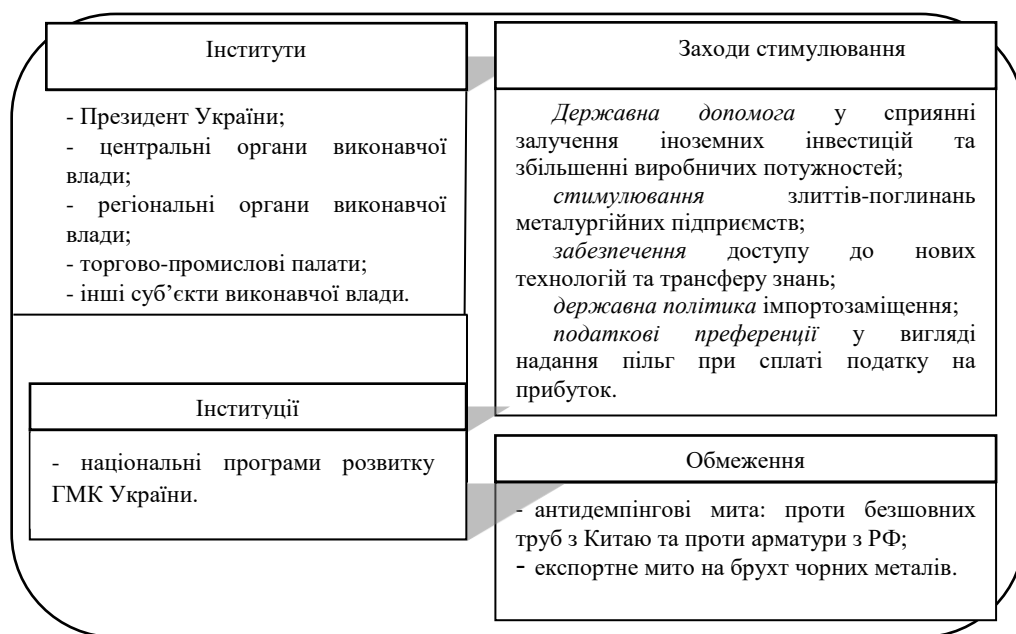 Інститути
- Президент України;
- центральні органи виконавчої
влади;
- регіональні органи виконавчої
влади;
- торгово-промислові палати;
- інші суб’єкти виконавчої влади.
Заходи стимулювання
Державна допомога у сприянні
залучення іноземних інвестицій та
збільшенні виробничих потужностей;
стимулювання злиттів-поглинань
металургійних підприємств;
забезпечення доступу до нових
технологій та трансферу знань;
державна політика імпортозаміщення;
податкові преференції у вигляді
надання пільг при сплаті податку на
прибуток.
Інституції
- національні програми розвитку
ГМК України.
Обмеження
- антидемпінгові мита: проти безшовних
труб з Китаю та проти арматури з РФ;
- експортне мито на брухт чорних металів.